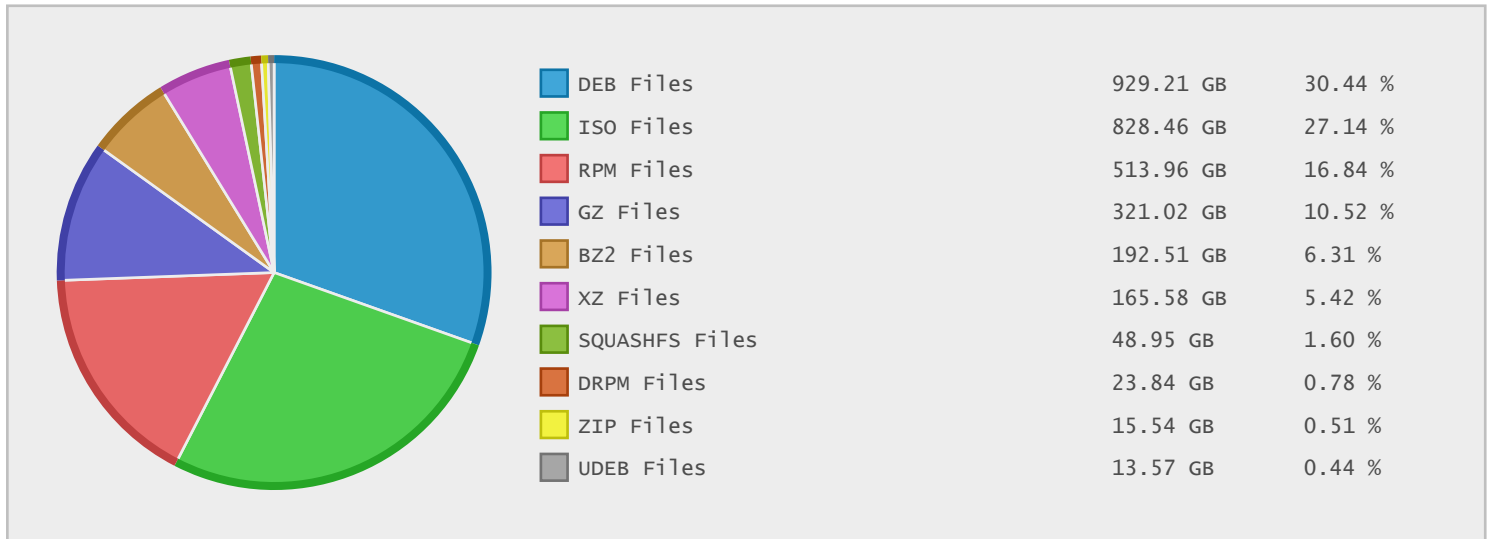 DEB Files 929.21 GB 30.44 %
ISO Files 828.46 GB 27.14 %
RPM Files 513.96 GB 16.84 %
GZ Files 321.02 GB 10.52 %
BZ2 Files 192.51 GB 6.31 %
XZ Files 165.58 GB 5.42 %
SQUASHFS Files 48.95 GB 1.60 %
DRPM Files 23.84 GB 0.78 %
ZIP Files 15.54 GB 0.51 %
UDEB Files 13.57 GB 0.44 %